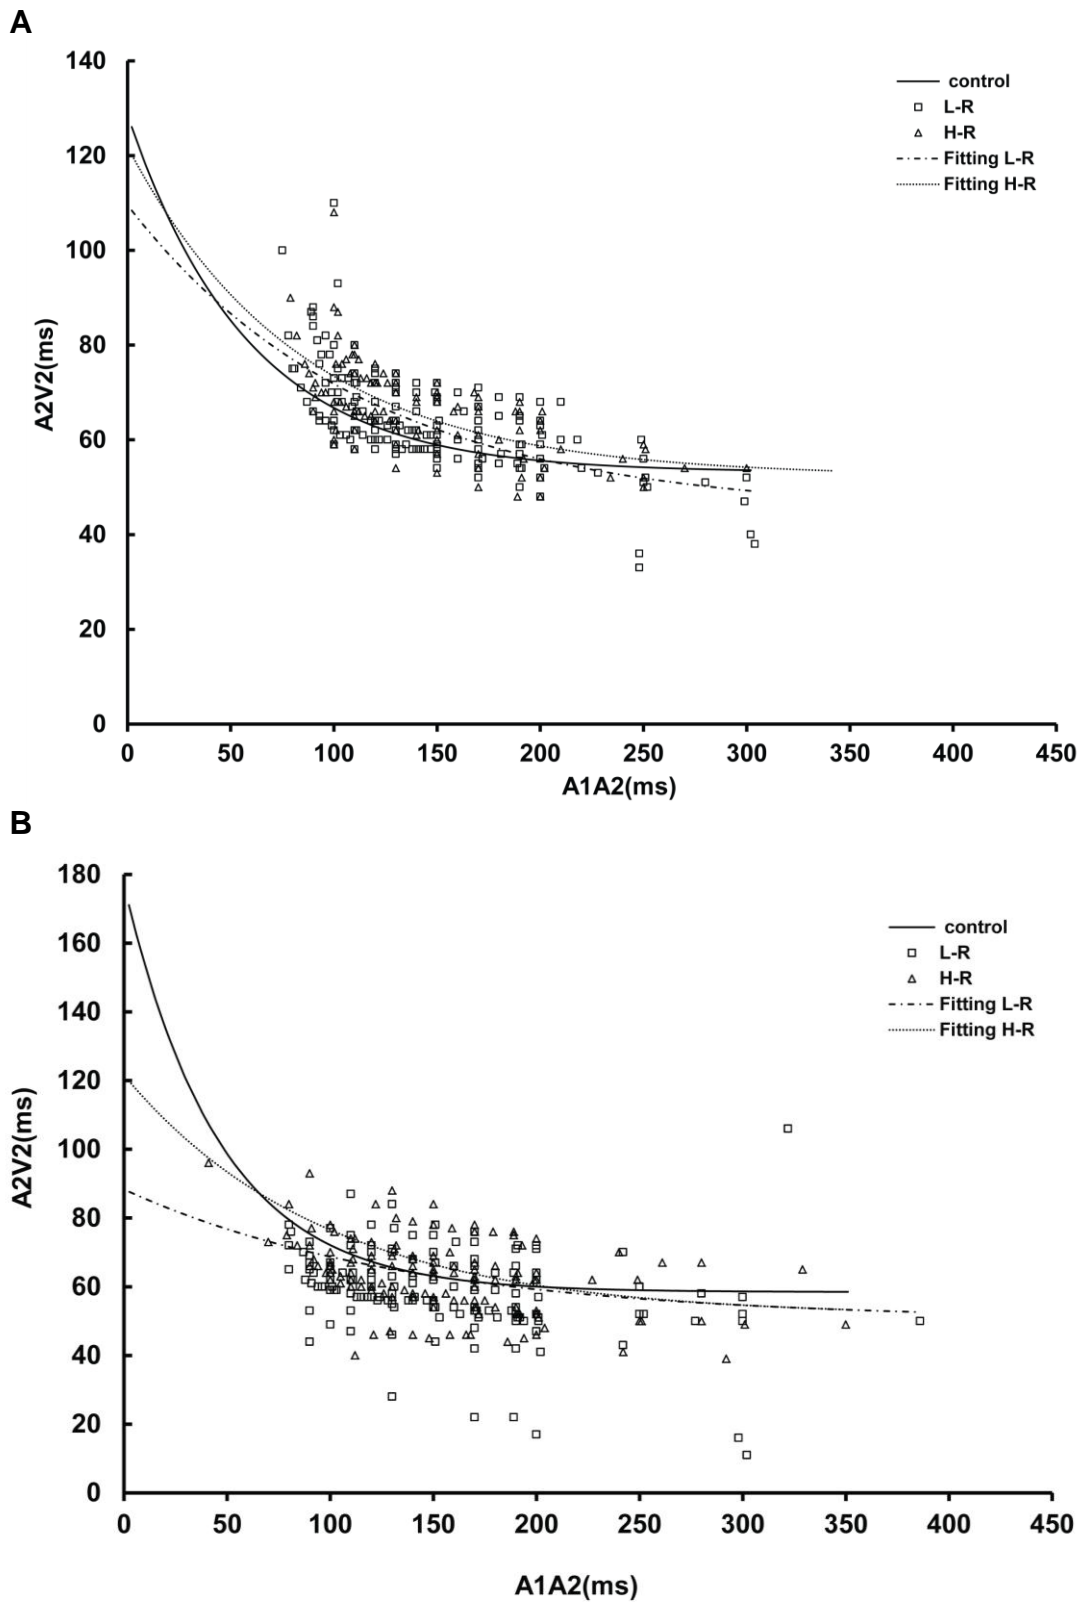 A
140
120
100
80
60
40
20
0
A2V2(ms)
control
L-R
H-R
Fitting L-R
Fitting H-R
0 50 100 150 200 250 300 350 400 450
A1A2(ms)
B
180
160
140
120
100
80
60
40
20
0
A2V2(ms)
control
L-R
H-R
Fitting L-R
Fitting H-R
0 50 100 150 200 250 300 350 400 450
A1A2(ms)